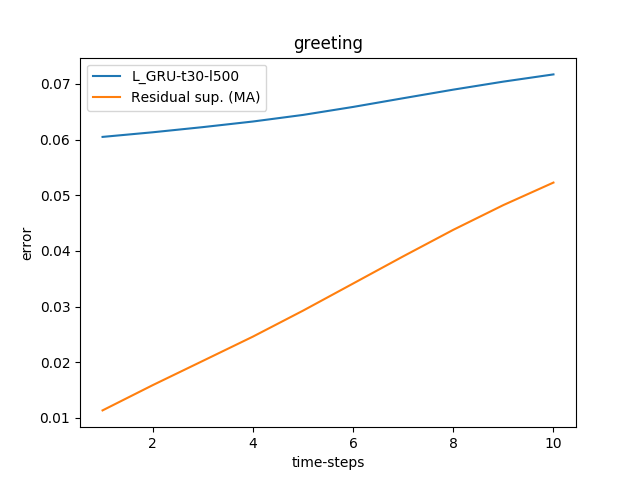 greeting
L_GRU-t30-l500
Residual sup. (MA)
error
0.07
0.06
0.05
0.04
0.03
0.02
0.01
2 4 6 8 10
time-steps